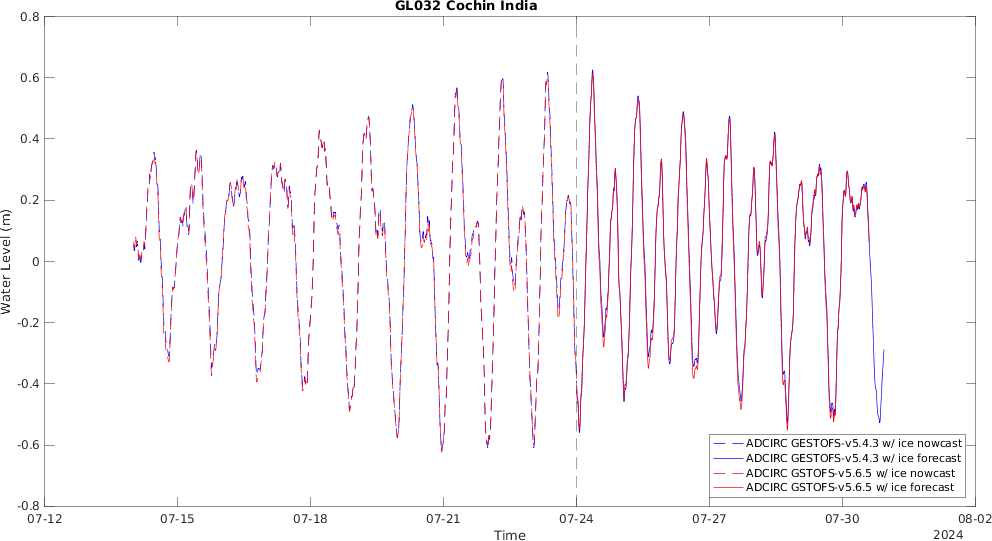 GL032 Cochin India
0.8
0.6
0.4
0.2
0
-0.2
-0.4
-0.6
-0.8
Water Level (m)
ADCIRC GESTOFS-v5.4.3 w/ ice nowcast
ADCIRC GESTOFS-v5.4.3 w/ ice forecast
ADCIRC GSTOFS-v5.6.5 w/ ice nowcast
ADCIRC GSTOFS-v5.6.5 w/ ice forecast
07-12 07-15 07-18 07-21 07-24 07-27 07-30 08-02
Time
2024